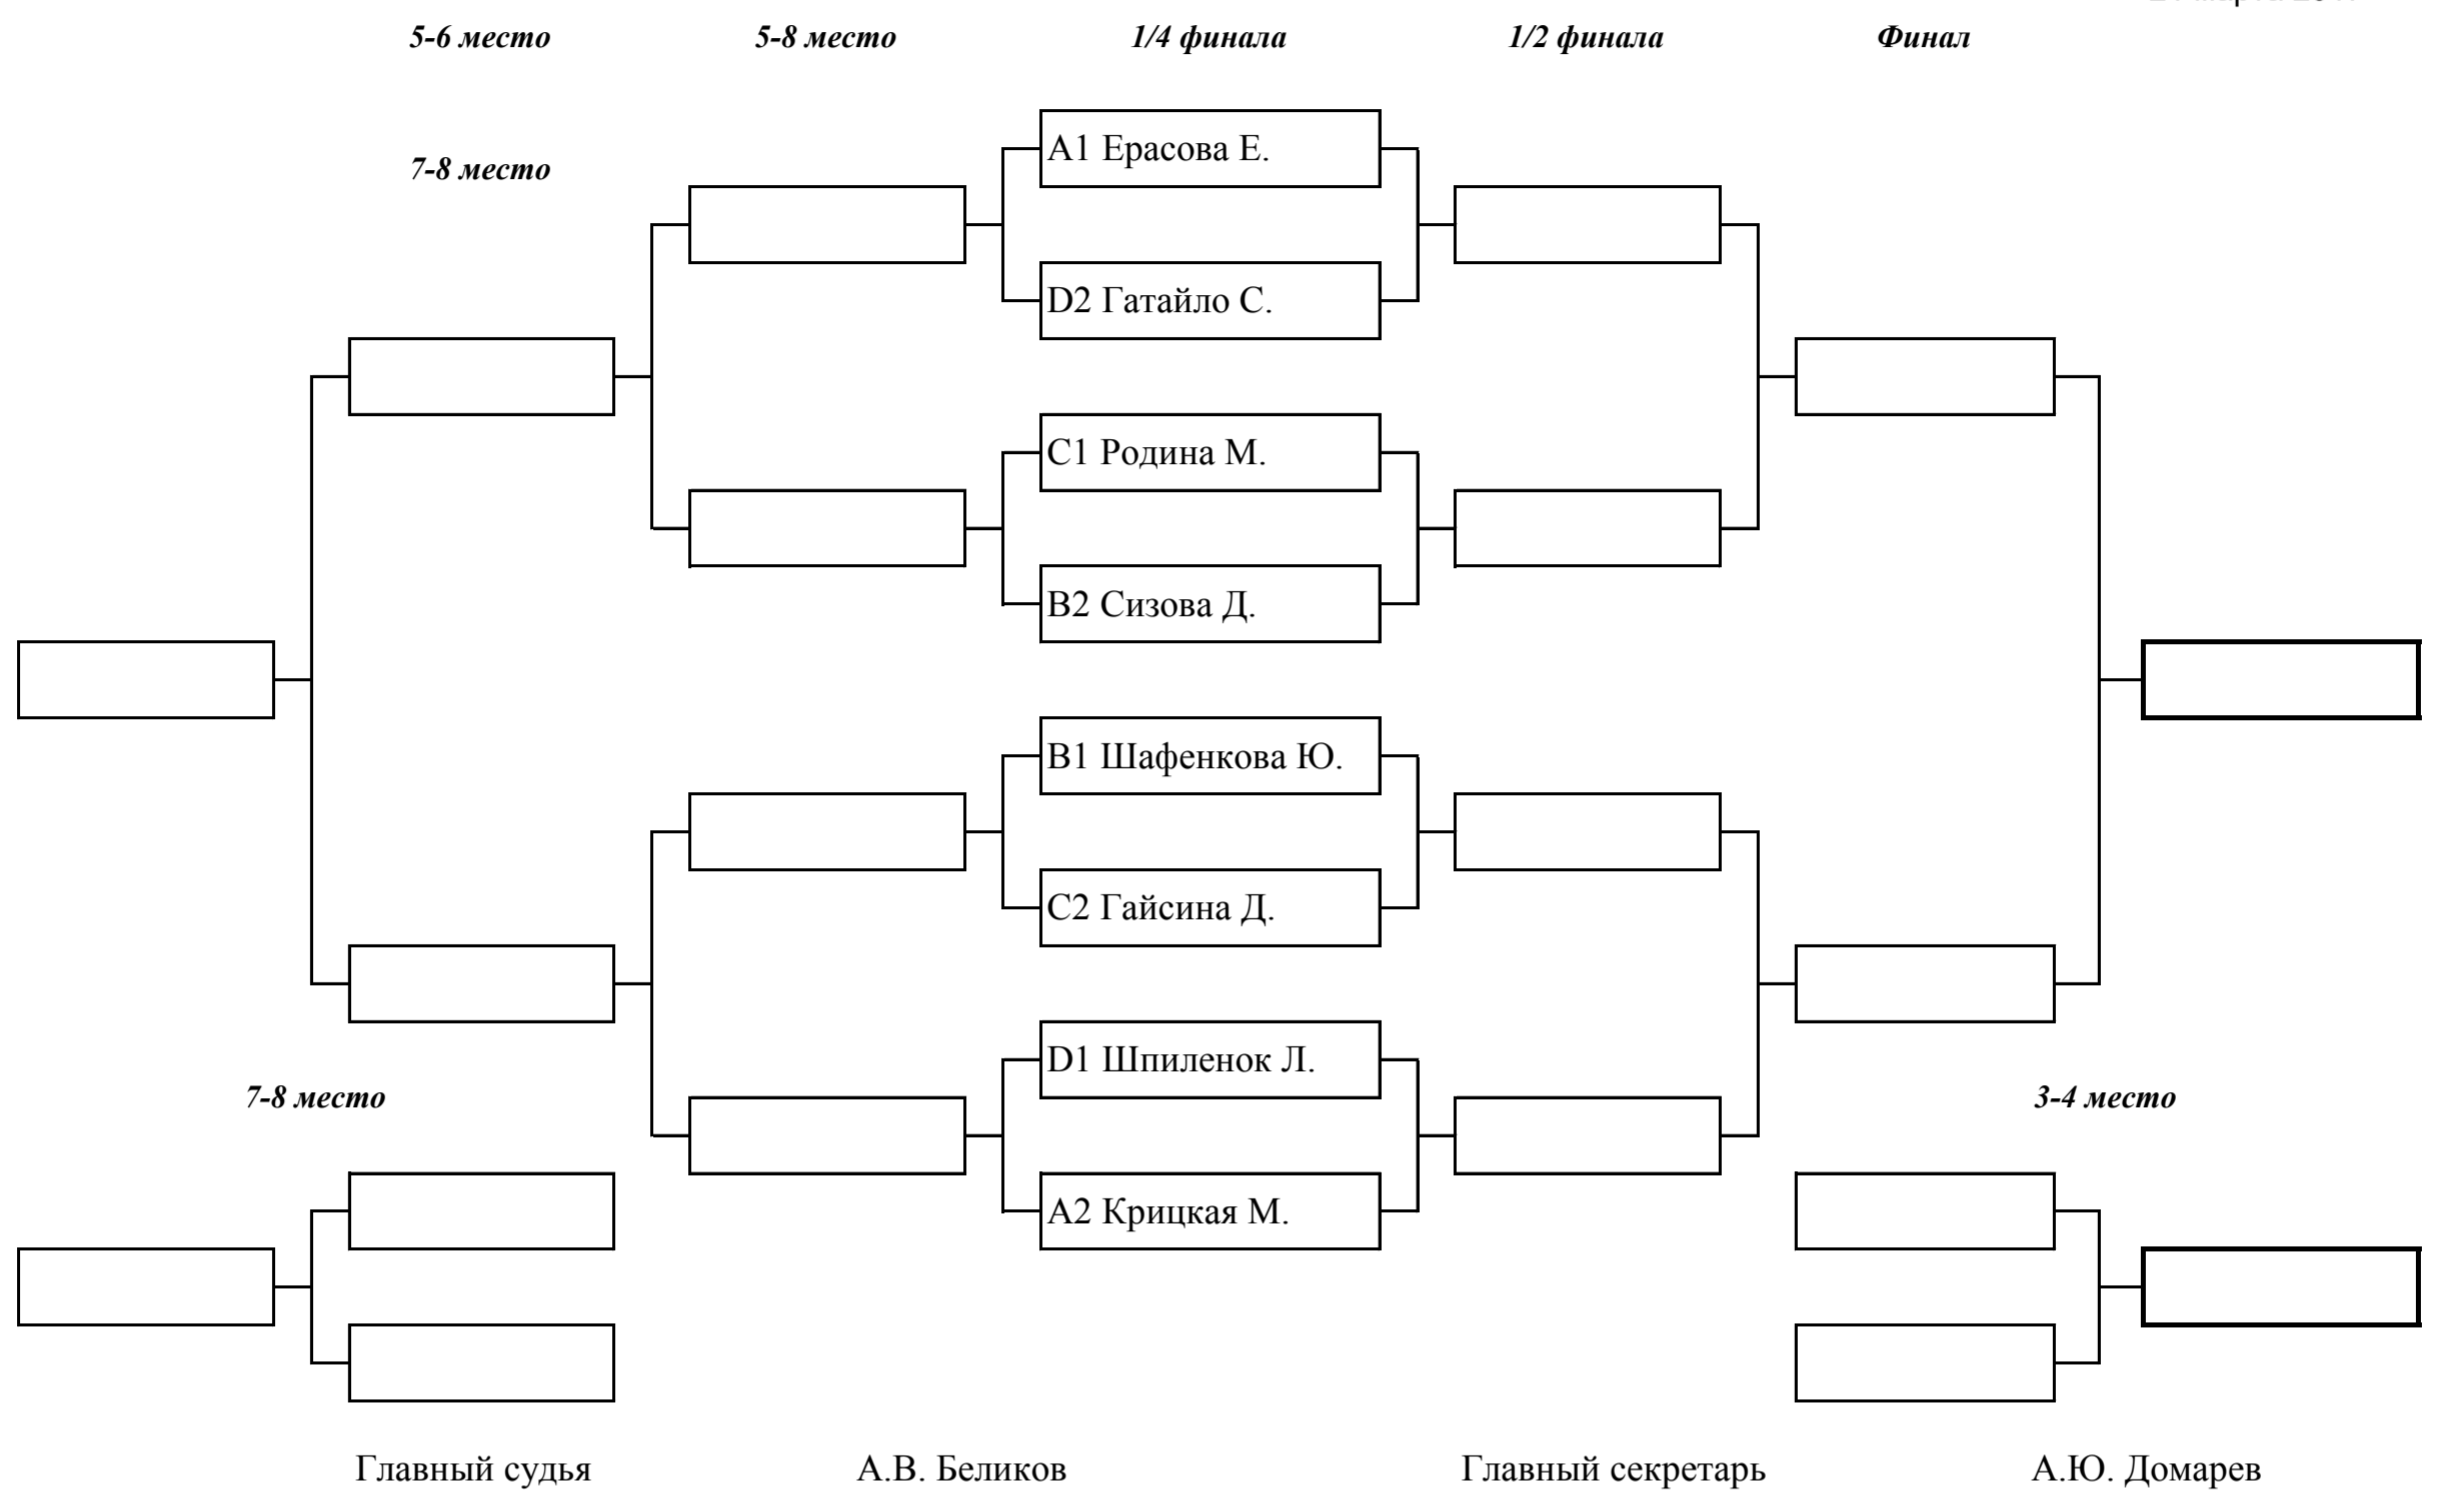 5-6 место 5-8 место 1/4 финала 1/2 финала Финал
A1 Ерасова Е.
7-8 место
D2 Гатайло С.
C1 Родина М.
B2 Сизова Д.
B1 Шафенкова Ю.
C2 Гайсина Д.
D1 Шпиленок Л.
7-8 место 3-4 место
A2 Крицкая М.
Главный судья А.В. Беликов Главный секретарь А.Ю. Домарев